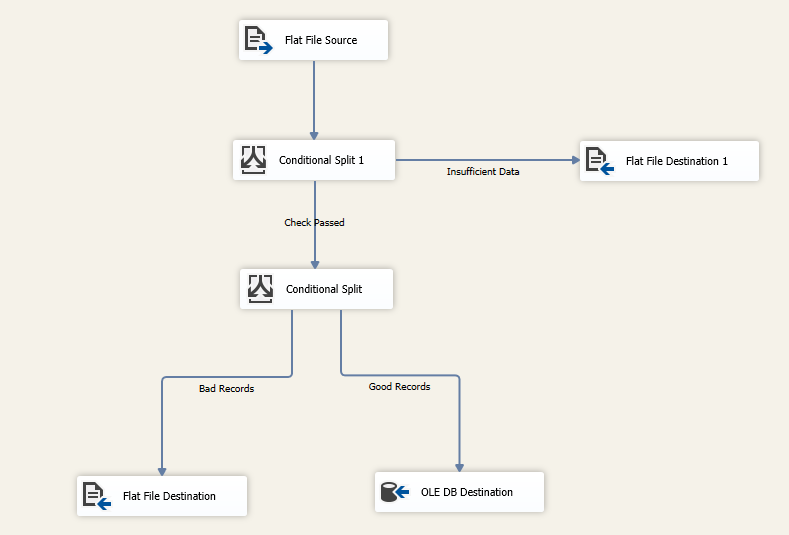 Flat File Source
Conditional Split 1
Flat File Destination 1
Insufficient Data
Check Passed
Conditional Split
Bad Records
Good Records
Flat File Destination
OLE DB Destination